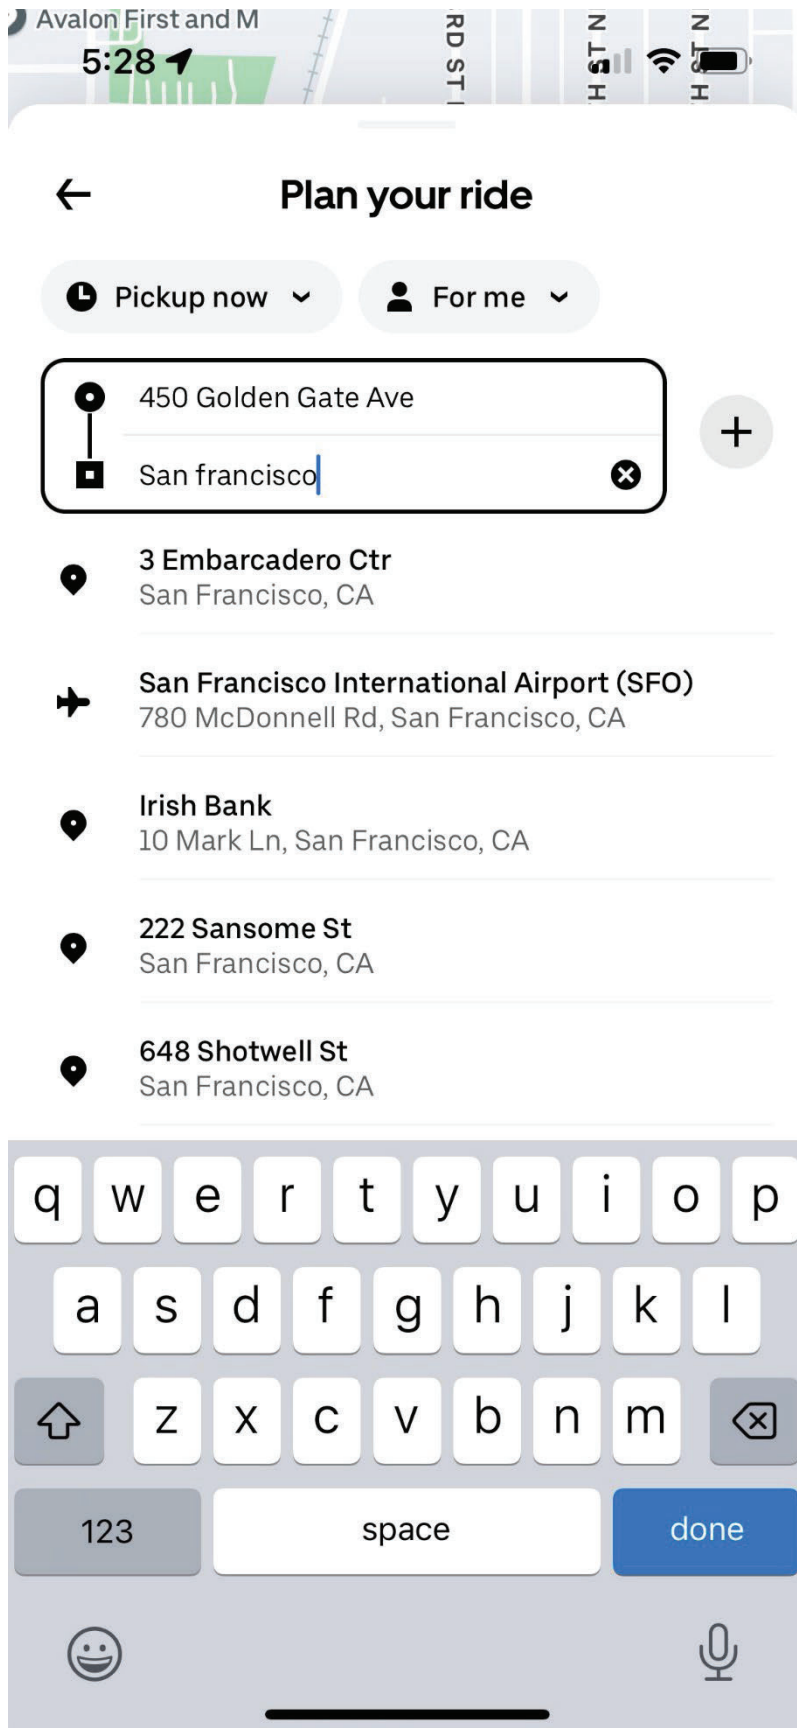 Avalon First and M
RD ST
N
H ST
N
H ST
5:28
Plan your ride
Pickup now
For me
450 Golden Gate Ave
San francisco
3 Embarcadero Ctr
San Francisco, CA
San Francisco International Airport (SFO)
780 McDonnell Rd, San Francisco, CA
Irish Bank
10 Mark Ln, San Francisco, CA
222 Sansome St
San Francisco, CA
648 Shotwell St
San Francisco, CA
q w e r t y u i o p
a s d f g h j k l
z x c v b n m
123 space done